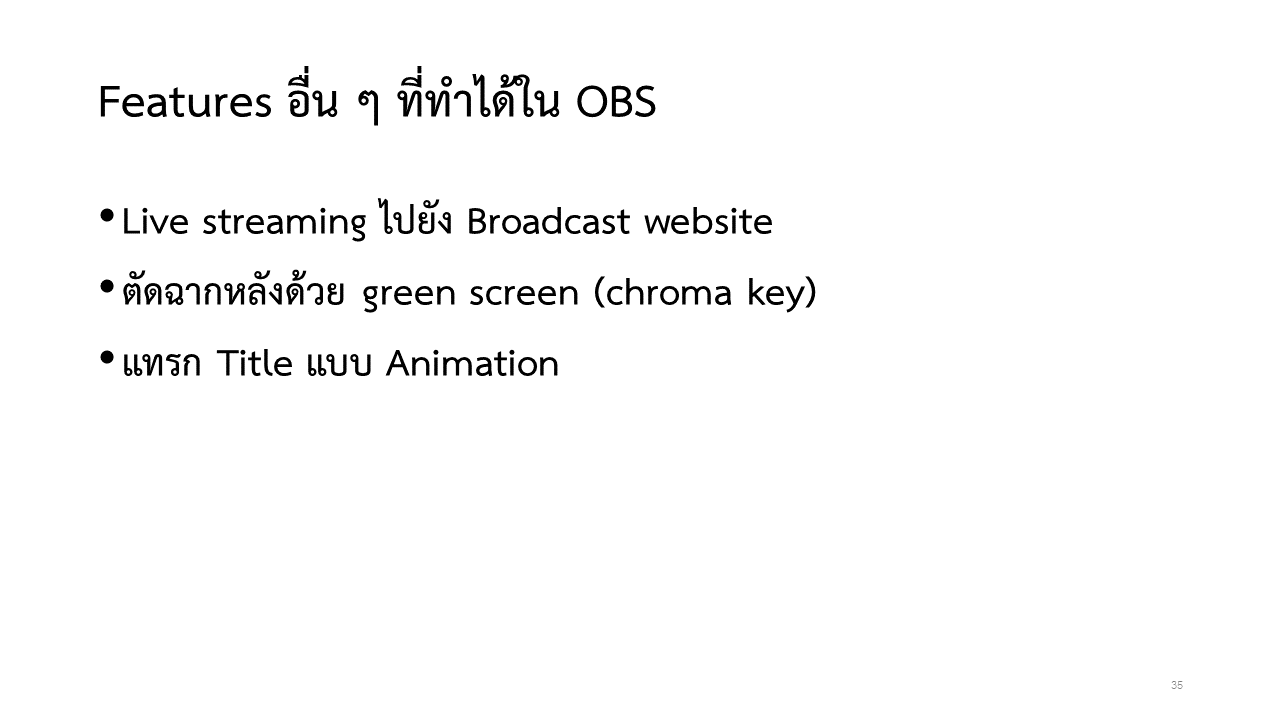 Features อื่น ๆ ที่ทำได้ใน OBS
•Live streaming ไปยัง Broadcast website
•ตัดฉากหลังด้วย green screen (chroma key)
•แทรก Title แบบ Animation
35